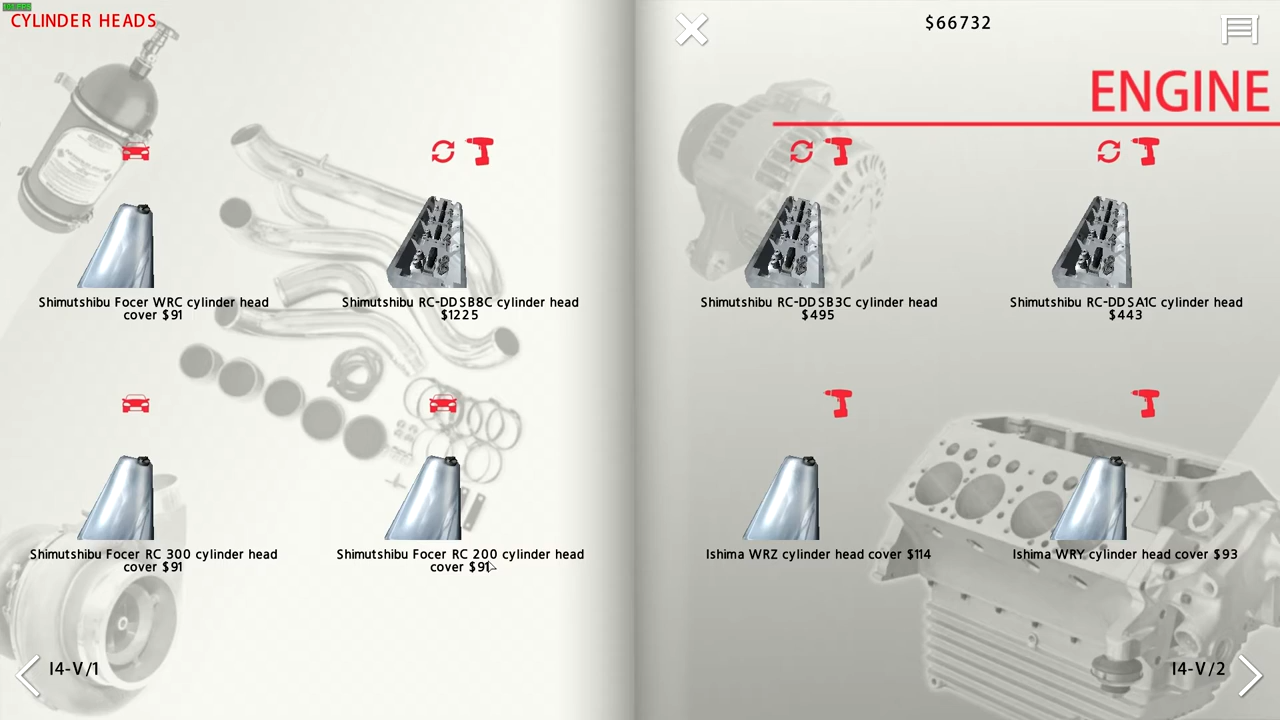 CYLINDER HEADS
$66732
ENGINE
Shimutshibu Focer WRC cylinder head
cover $91
Shimutshibu RC-DDSB8C cylinder head
$1225
Shimutshibu RC-DDSB3C cylinder head
$495
Shimutshibu RC-DDSA1C cylinder head
$443
Shimutshibu Focer RC 300 cylinder head
cover $91
Shimutshibu Focer RC 200 cylinder head
cover $91
Ishima WRZ cylinder head cover $114
Ishima WRY cylinder head cover $93
I4-V/1
I4-V/2